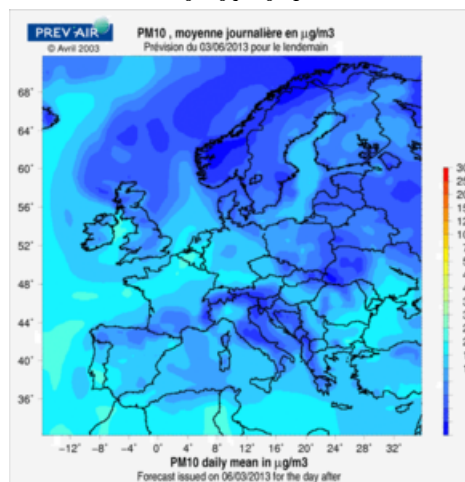 PREV'AIR
© Avril 2003
PM10 , moyenne journalière en µg/m3
Prévision du 03/06/2013 pour le lendemain
68°
64°
60°
56°
52°
48°
44°
40°
36°
-12° -8° -4° 0° 4° 8° 12° 16° 20° 24° 28° 32°
PM10 daily mean in µg/m3
Forecast issued on 06/03/2013 for the day after